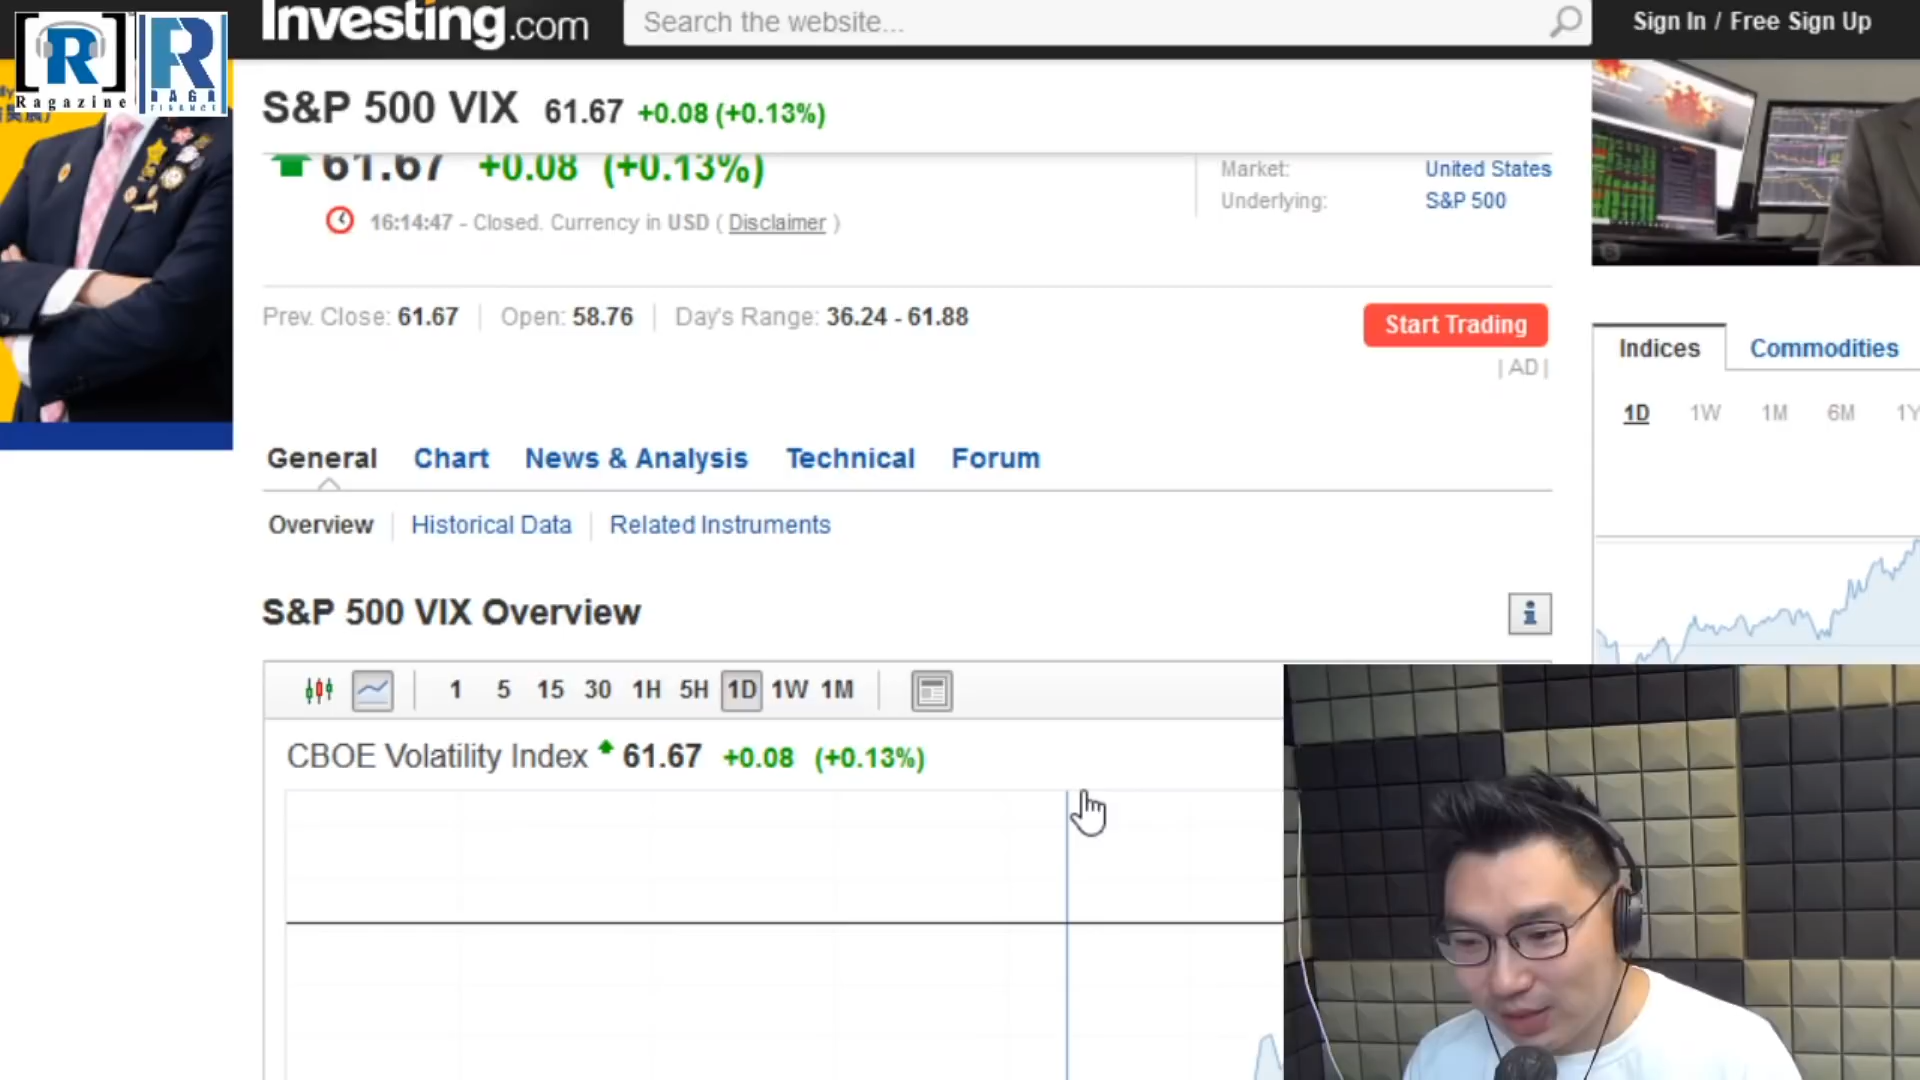 Investing.com
Search the website...
Sign In / Free Sign Up
R
Ragazine
R
RAGA
FINANCE
S&P 500 VIX 61.67 +0.08 (+0.13%)
61.67 +0.08 (+0.13%)
Market: United States
16:14:47 - Closed. Currency in USD ( Disclaimer )
Underlying: S&P 500
Prev. Close: 61.67 Open: 58.76 Day's Range: 36.24 - 61.88
Start Trading
| AD |
Indices Commodities
1D 1W 1M 6M 1Y
General Chart News & Analysis Technical Forum
Overview Historical Data Related Instruments
S&P 500 VIX Overview
i
1 5 15 30 1H 5H 1D 1W 1M
CBOE Volatility Index 61.67 +0.08 (+0.13%)